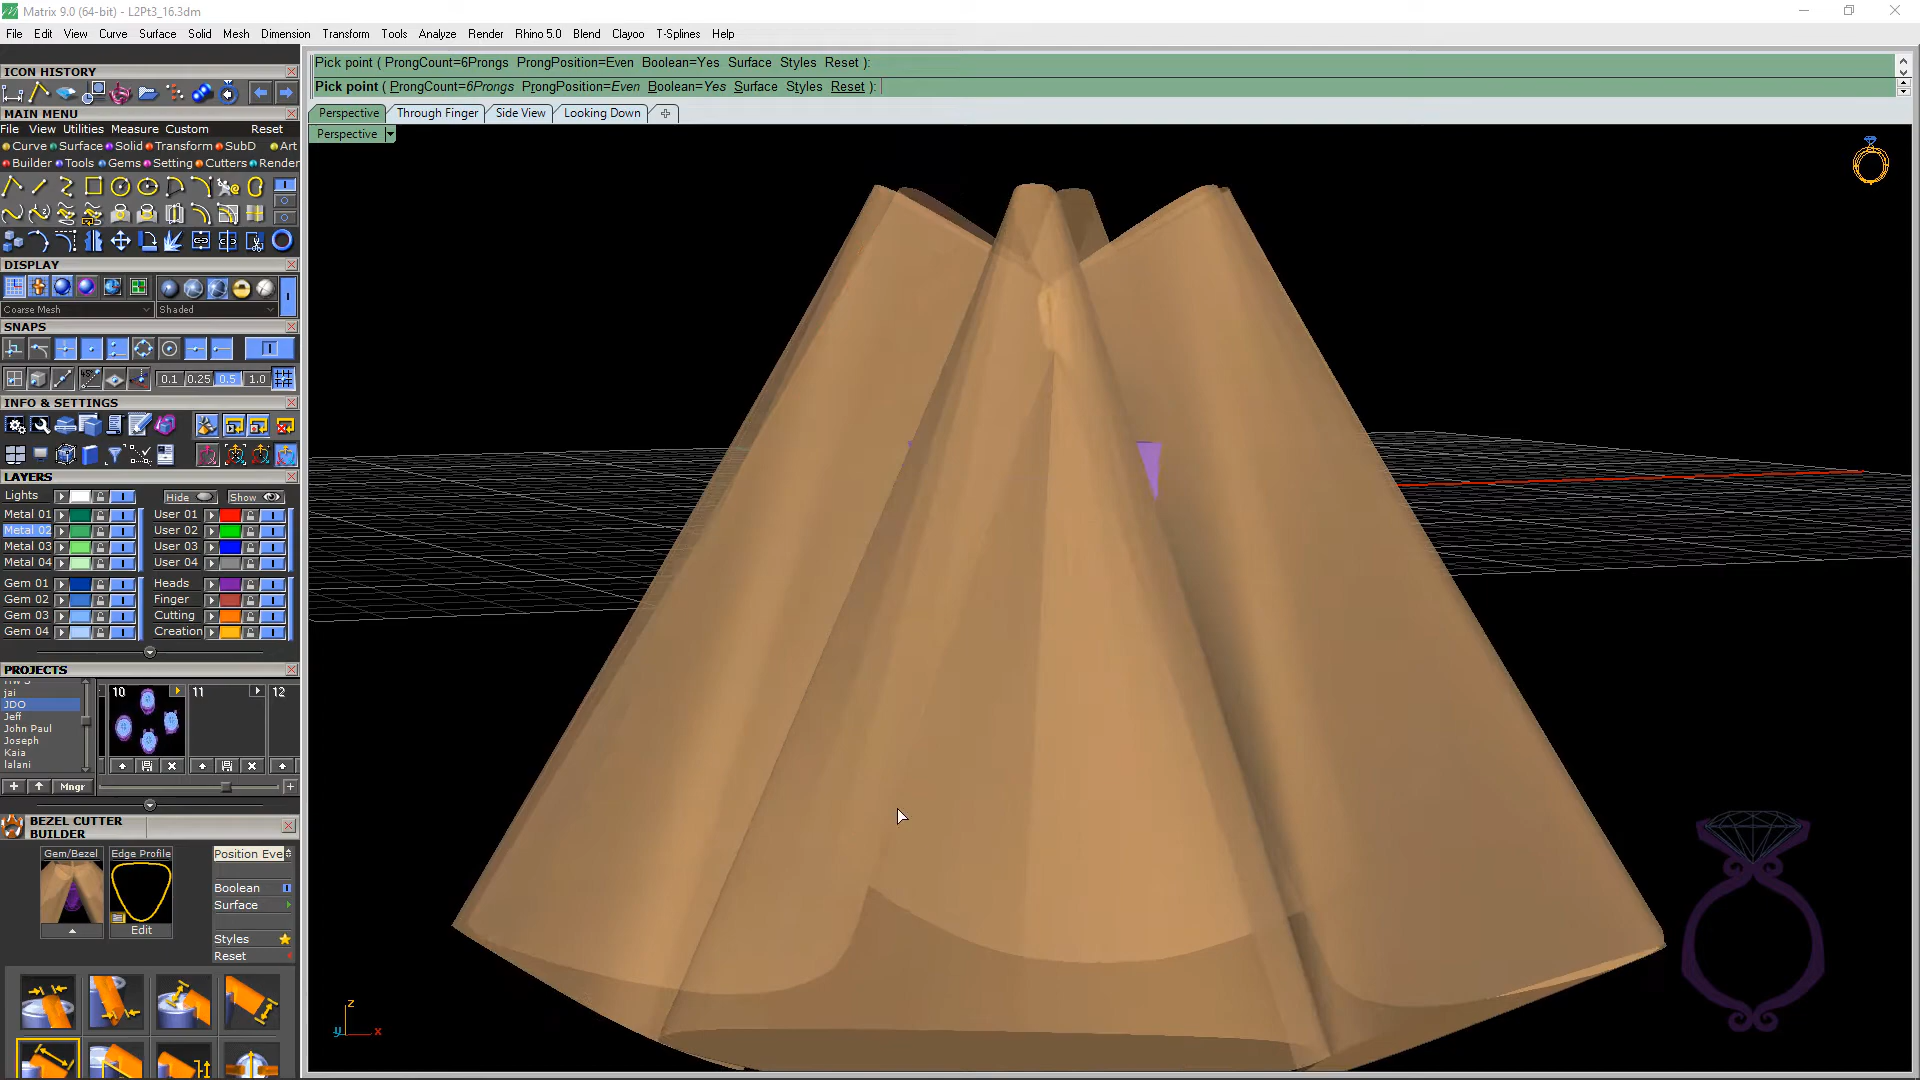 Matrix 9.0 (64-bit) - L2Pt3_16.3dm
File Edit View Curve Surface Solid Mesh Dimension Transform Tools Analyze Render Rhino 5.0 Blend Clayoo T-Splines Help
Pick point ( ProngCount=6Prongs ProngPosition=Even Boolean=Yes Surface Styles Reset ):
Pick point ( ProngCount=6Prongs ProngPosition=Even Boolean=Yes Surface Styles Reset ):
Perspective Through Finger Side View Looking Down
Perspective
ICON HISTORY
MAIN MENU
File View Utilities Measure Custom Reset
Curve Surface Solid Transform SubD Art
Builder Tools Gems Setting Cutters Render
DISPLAY
Coarse Mesh Shaded
SNAPS
0.1 0.25 0.5 1.0
INFO & SETTINGS
LAYERS
Lights Hide Show
Metal 01 User 01
Metal 02 User 02
Metal 03 User 03
Metal 04 User 04
Gem 01 Heads
Gem 02 Finger
Gem 03 Cutting
Gem 04 Creation
PROJECTS
jai
JDO
Jeff
John Paul
Joseph
Kaia
lalani
10 11 12
Mngr
BEZEL CUTTER
BUILDER
Gem/Bezel Edge Profile Position Eve
Boolean
Surface
Edit
Styles
Reset
z
y x